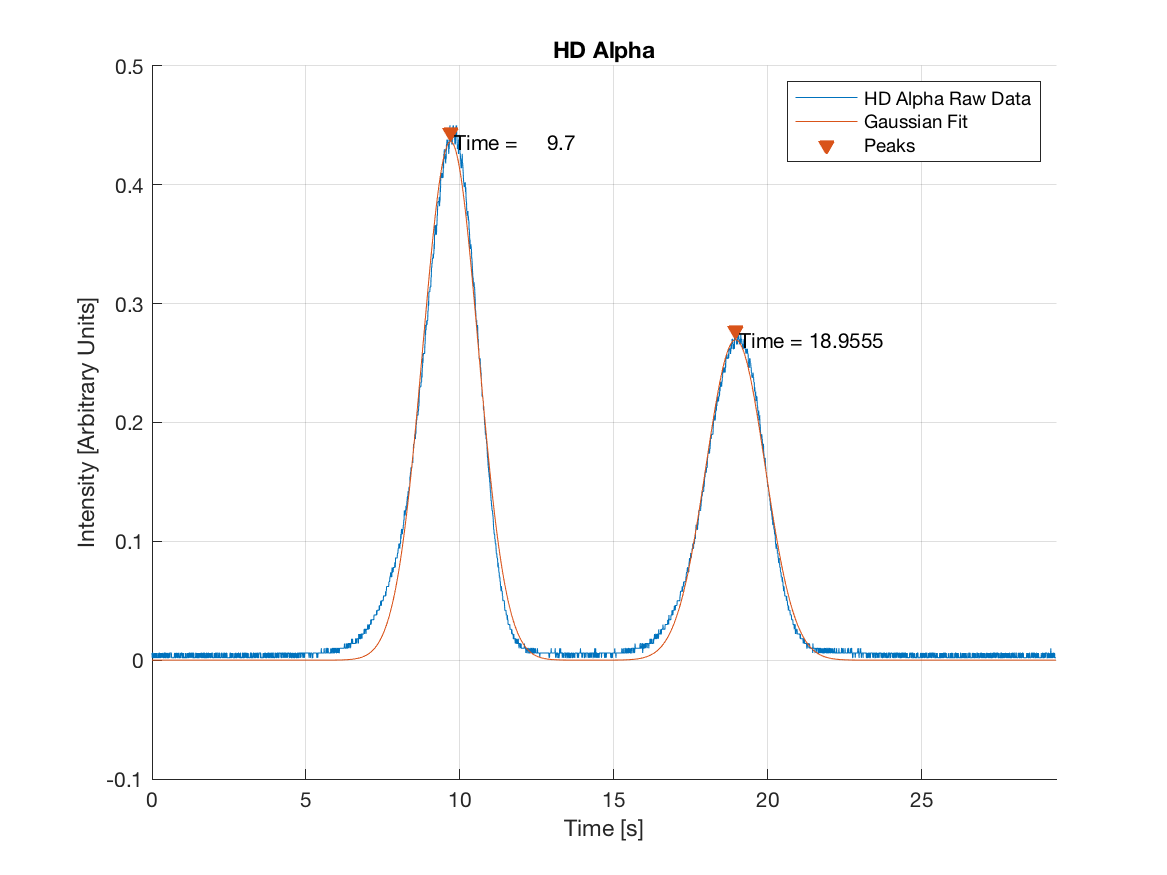 HD Alpha
0.5
0.4
0.3
0.2
0.1
0
-0.1
Intensity [Arbitrary Units]
HD Alpha Raw Data
Gaussian Fit
Peaks
Time = 9.7
Time = 18.9555
0 5 10 15 20 25
Time [s]